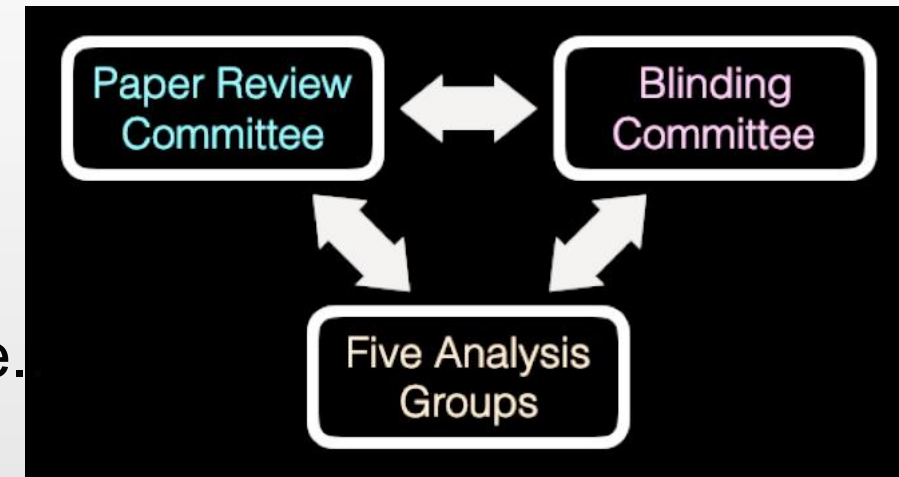 Paper Review
Committee
Blinding
Committee
e.
Five Analysis
Groups